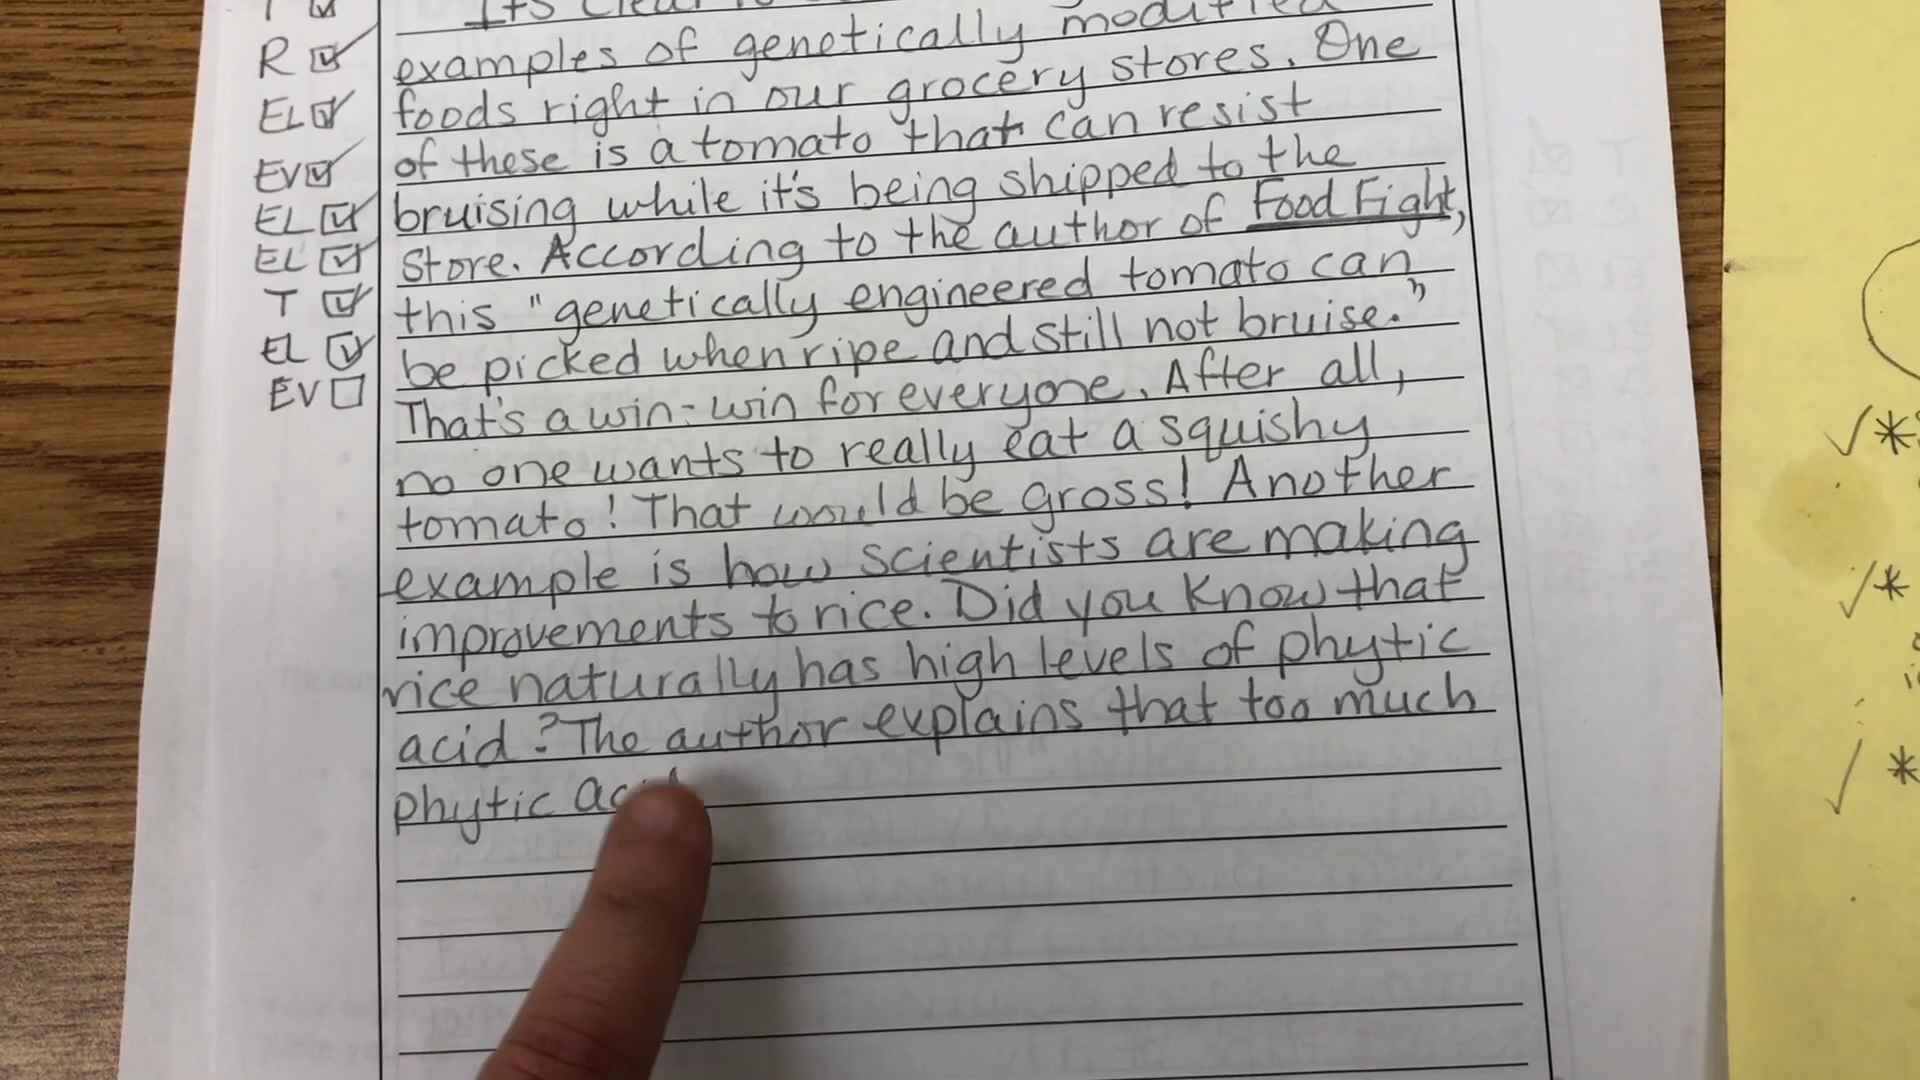 R
EL
EV
EL
EL
T
EL
EV
examples of genetically modified
foods right in our grocery stores. One
of these is a tomato that can resist
bruising while it's being shipped to the
store. According to the author of Food Fight,
this "genetically engineered tomato can
be picked when ripe and still not bruise."
That's a win-win for everyone. After all,
no one wants to really eat a squishy
tomato! That would be gross! Another
example is how scientists are making
improvements to rice. Did you know that
rice naturally has high levels of phytic
acid? The author explains that too much
phytic